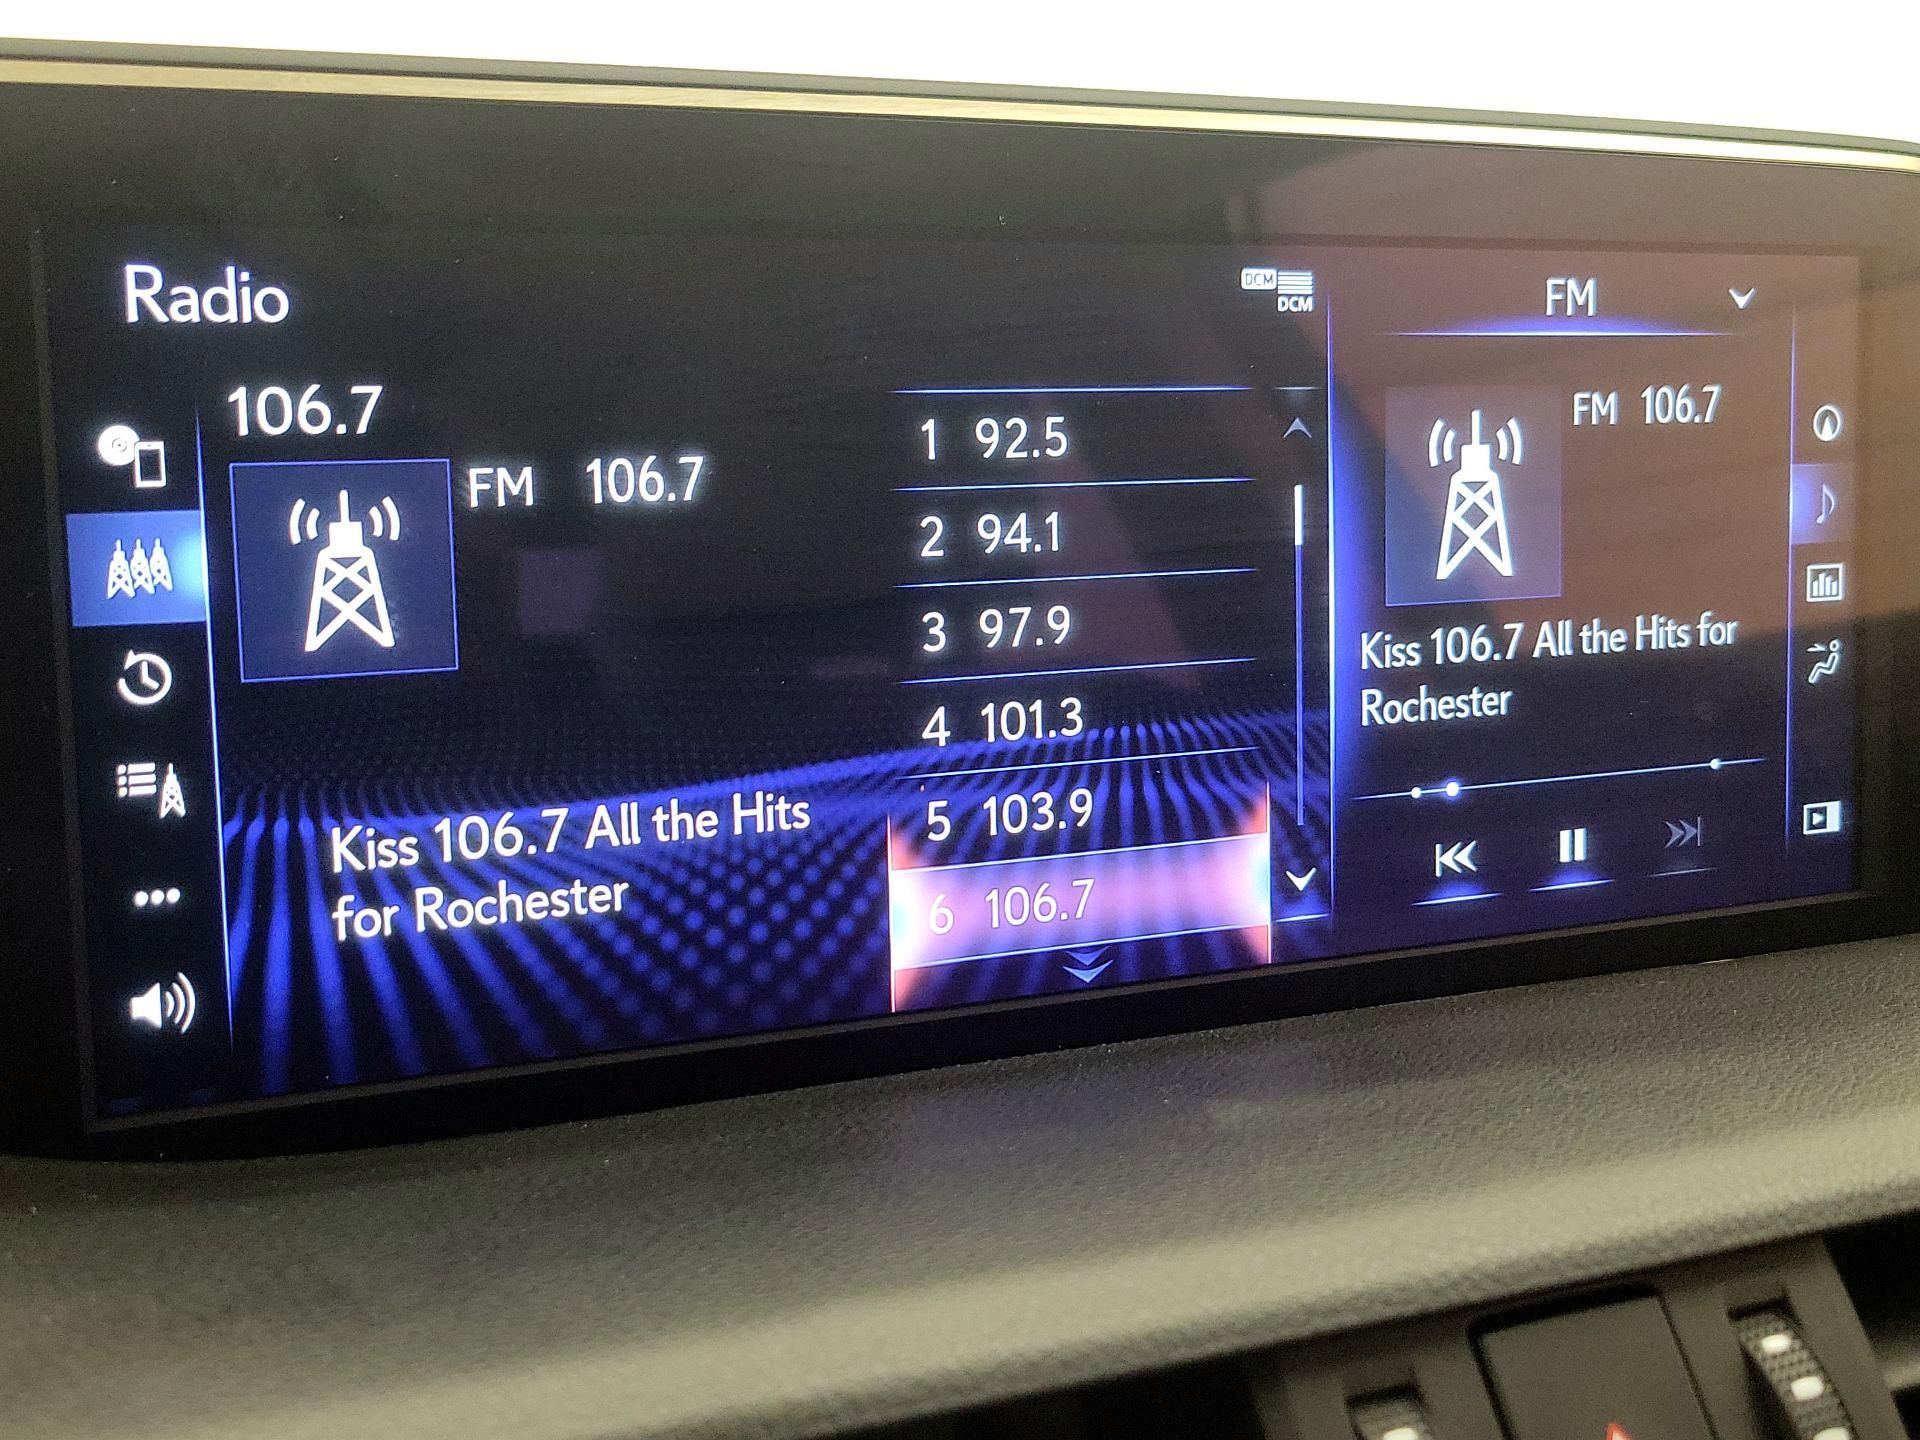 Radio
DCM
DCM
106.7
FM 106.7
Kiss 106.7 All the Hits
for Rochester
1 92.5
2 94.1
3 97.9
4 101.3
5 103.9
6 106.7
FM
FM 106.7
Kiss 106.7 All the Hits for
Rochester